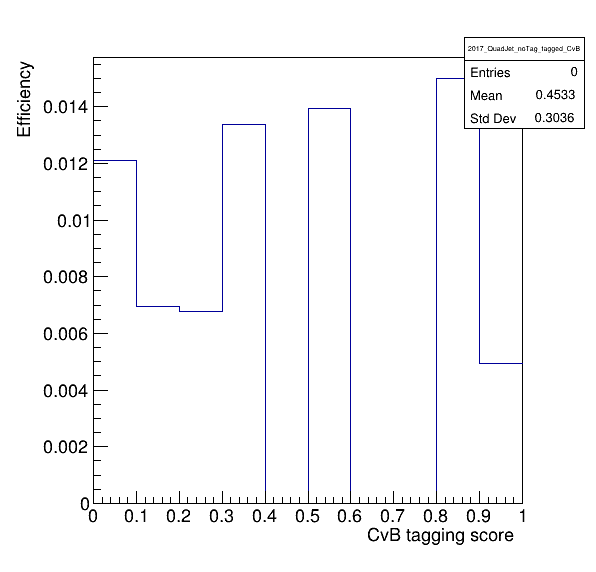 2017_QuadJet_noTag_tagged_CvB
Entries 0
Mean 0.4533
Std Dev 0.3036
Efficiency
0.014
0.012
0.01
0.008
0.006
0.004
0.002
0
0 0.1 0.2 0.3 0.4 0.5 0.6 0.7 0.8 0.9 1
CvB tagging score